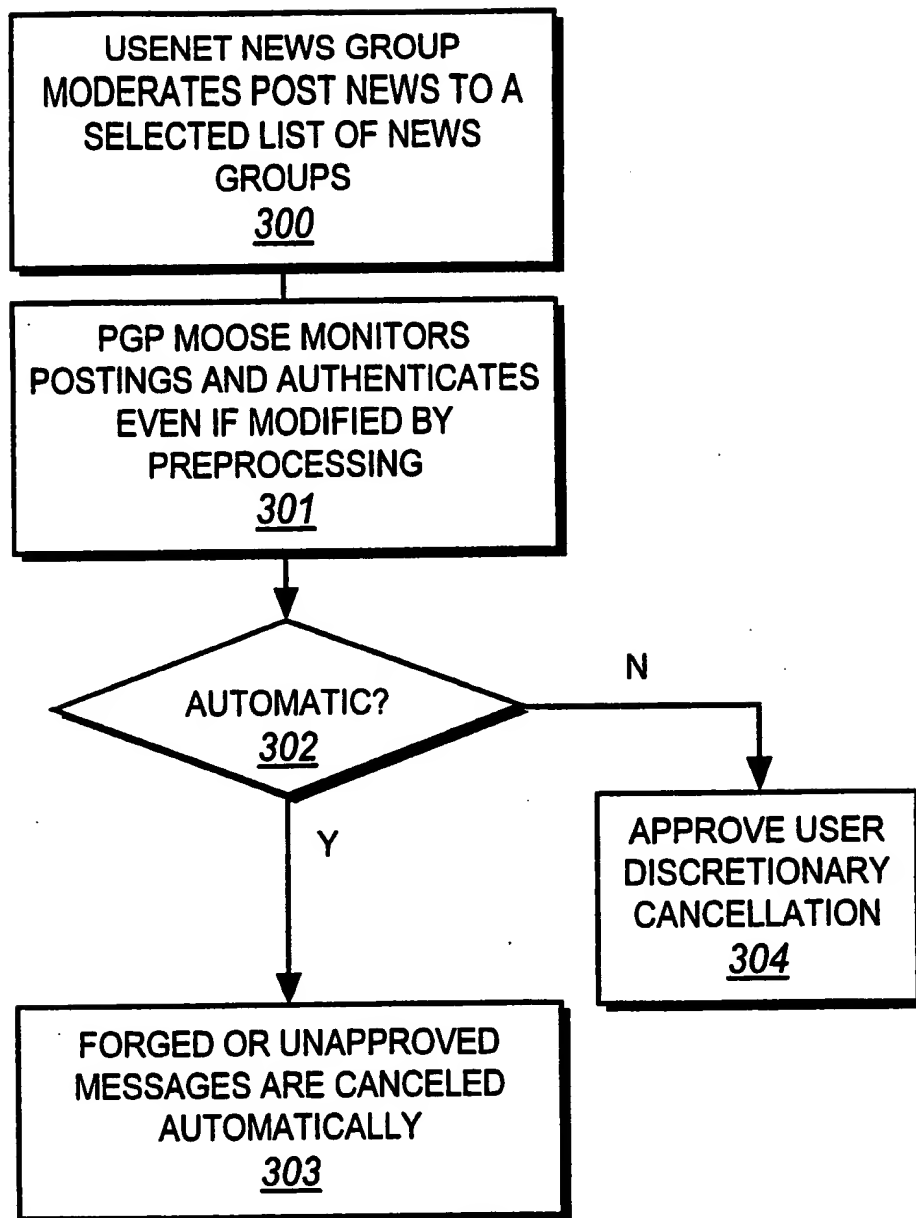 USENET NEWS GROUP
MODERATES POST NEWS TO A
SELECTED LIST OF NEWS
GROUPS
300
PGP MOOSE MONITORS
POSTINGS AND AUTHENTICATES
EVEN IF MODIFIED BY
PREPROCESSING
301
AUTOMATIC?
302
N
Y
APPROVE USER
DISCRETIONARY
CANCELLATION
304
FORGED OR UNAPPROVED
MESSAGES ARE CANCELED
AUTOMATICALLY
303